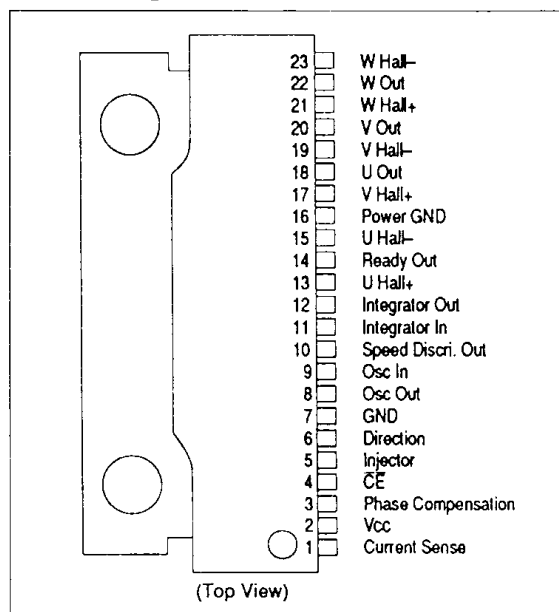 23 W Hall–
22 W Out
21 W Hall+
20 V Out
19 V Hall–
18 U Out
17 V Hall+
16 Power GND
15 U Hall–
14 Ready Out
13 U Hall+
12 Integrator Out
11 Integrator In
10 Speed Discri. Out
9 Osc In
8 Osc Out
7 GND
6 Direction
5 Injector
4 C̅E̅
3 Phase Compensation
2 Vcc
1 Current Sense
(Top View)